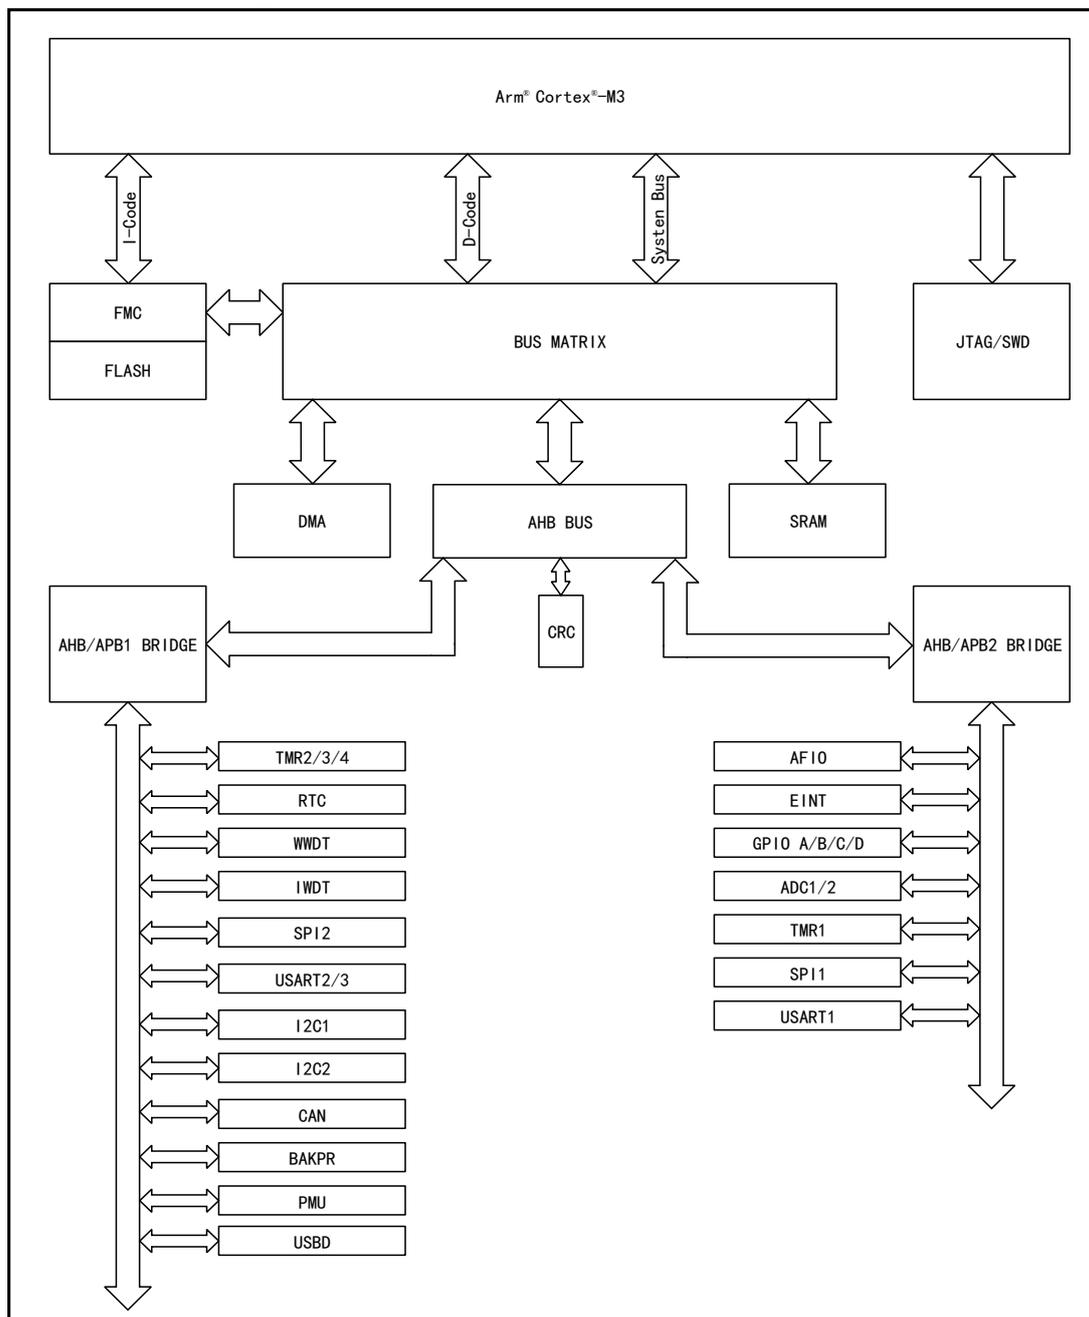 Arm® Cortex®-M3
I-Code
D-Code
Systen Bus
FMC
FLASH
BUS MATRIX
JTAG/SWD
DMA
AHB BUS
SRAM
AHB/APB1 BRIDGE
CRC
AHB/APB2 BRIDGE
TMR2/3/4
RTC
WWDT
IWDT
SPI2
USART2/3
I2C1
I2C2
CAN
BAKPR
PMU
USBD
AFIO
EINT
GPIO A/B/C/D
ADC1/2
TMR1
SPI1
USART1